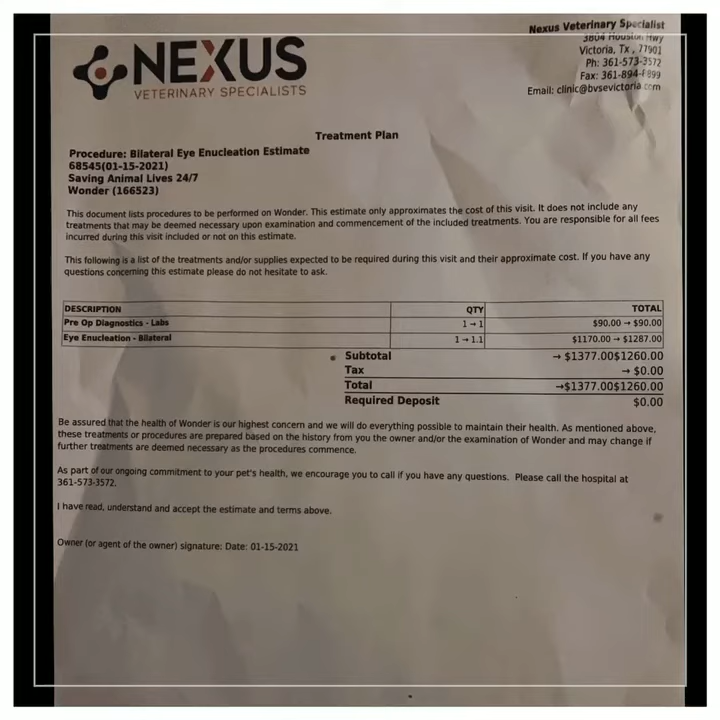 NEXUS
VETERINARY SPECIALISTS
Nexus Veterinary Specialist
3804 Houston Hwy
Victoria, Tx , 77901
Ph: 361-573-3572
Fax: 361-894-
Email: clinic@bvsevictoria com
Treatment Plan
Procedure: Bilateral Eye Enucleation Estimate
68545(01-15-2021)
Saving Animal Lives 24/7
Wonder (166523)
This document lists procedures to be performed on Wonder. This estimate only approximates the cost of this visit. It does not include any
treatments that may be deemed necessary upon examination and commencement of the included treatments. You are responsible for all fees
incurred during this visit included or not on this estimate.
This following is a list of the treatments and/or supplies expected to be required during this visit and their approximate cost. If you have any
questions concerning this estimate please do not hesitate to ask.
DESCRIPTION QTY TOTAL
Pre Op Diagnostics - Labs 1→1 $90.00 → $90.00
Eye Enucleation - Bilateral 1→1.1 $1170.00 → $1287.00
Subtotal → $1377.00$1260.00
Tax → $0.00
Total →$1377.00$1260.00
Required Deposit $0.00
Be assured that the health of Wonder is our highest concern and we will do everything possible to maintain their health. As mentioned above,
these treatments or procedures are prepared based on the history from you the owner and/or the examination of Wonder and may change if
further treatments are deemed necessary as the procedures commence.
As part of our ongoing commitment to your pet's health, we encourage you to call if you have any questions. Please call the hospital at
361-573-3572.
I have read, understand and accept the estimate and terms above.
Owner (or agent of the owner) signature: Date: 01-15-2021